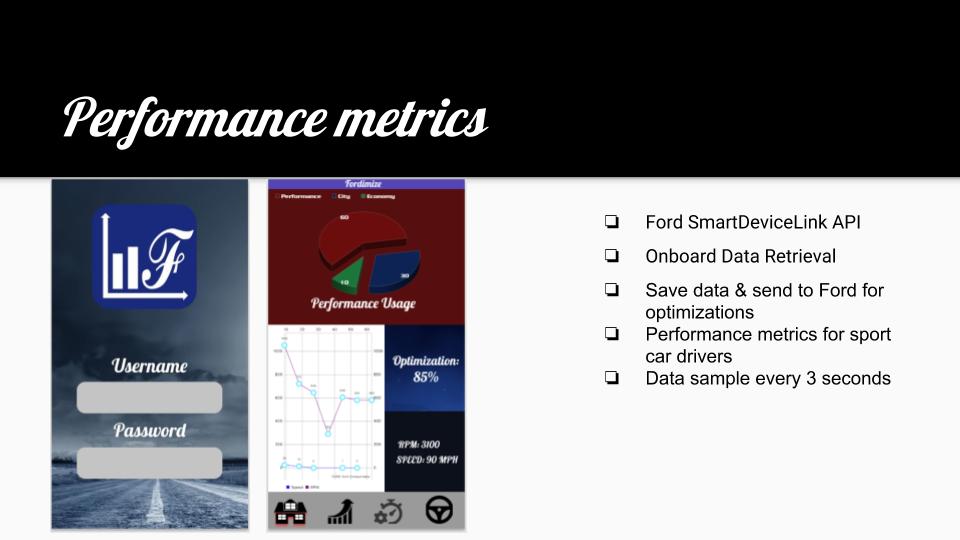 Performance metrics
F
Username
Password
Fordimize
Performance City Economy
60
30
10
Performance Usage
Optimization:
85%
RPM: 3100
SPEED: 90 MPH
❏ Ford SmartDeviceLink API
❏ Onboard Data Retrieval
❏ Save data & send to Ford for
optimizations
❏ Performance metrics for sport
car drivers
❏ Data sample every 3 seconds